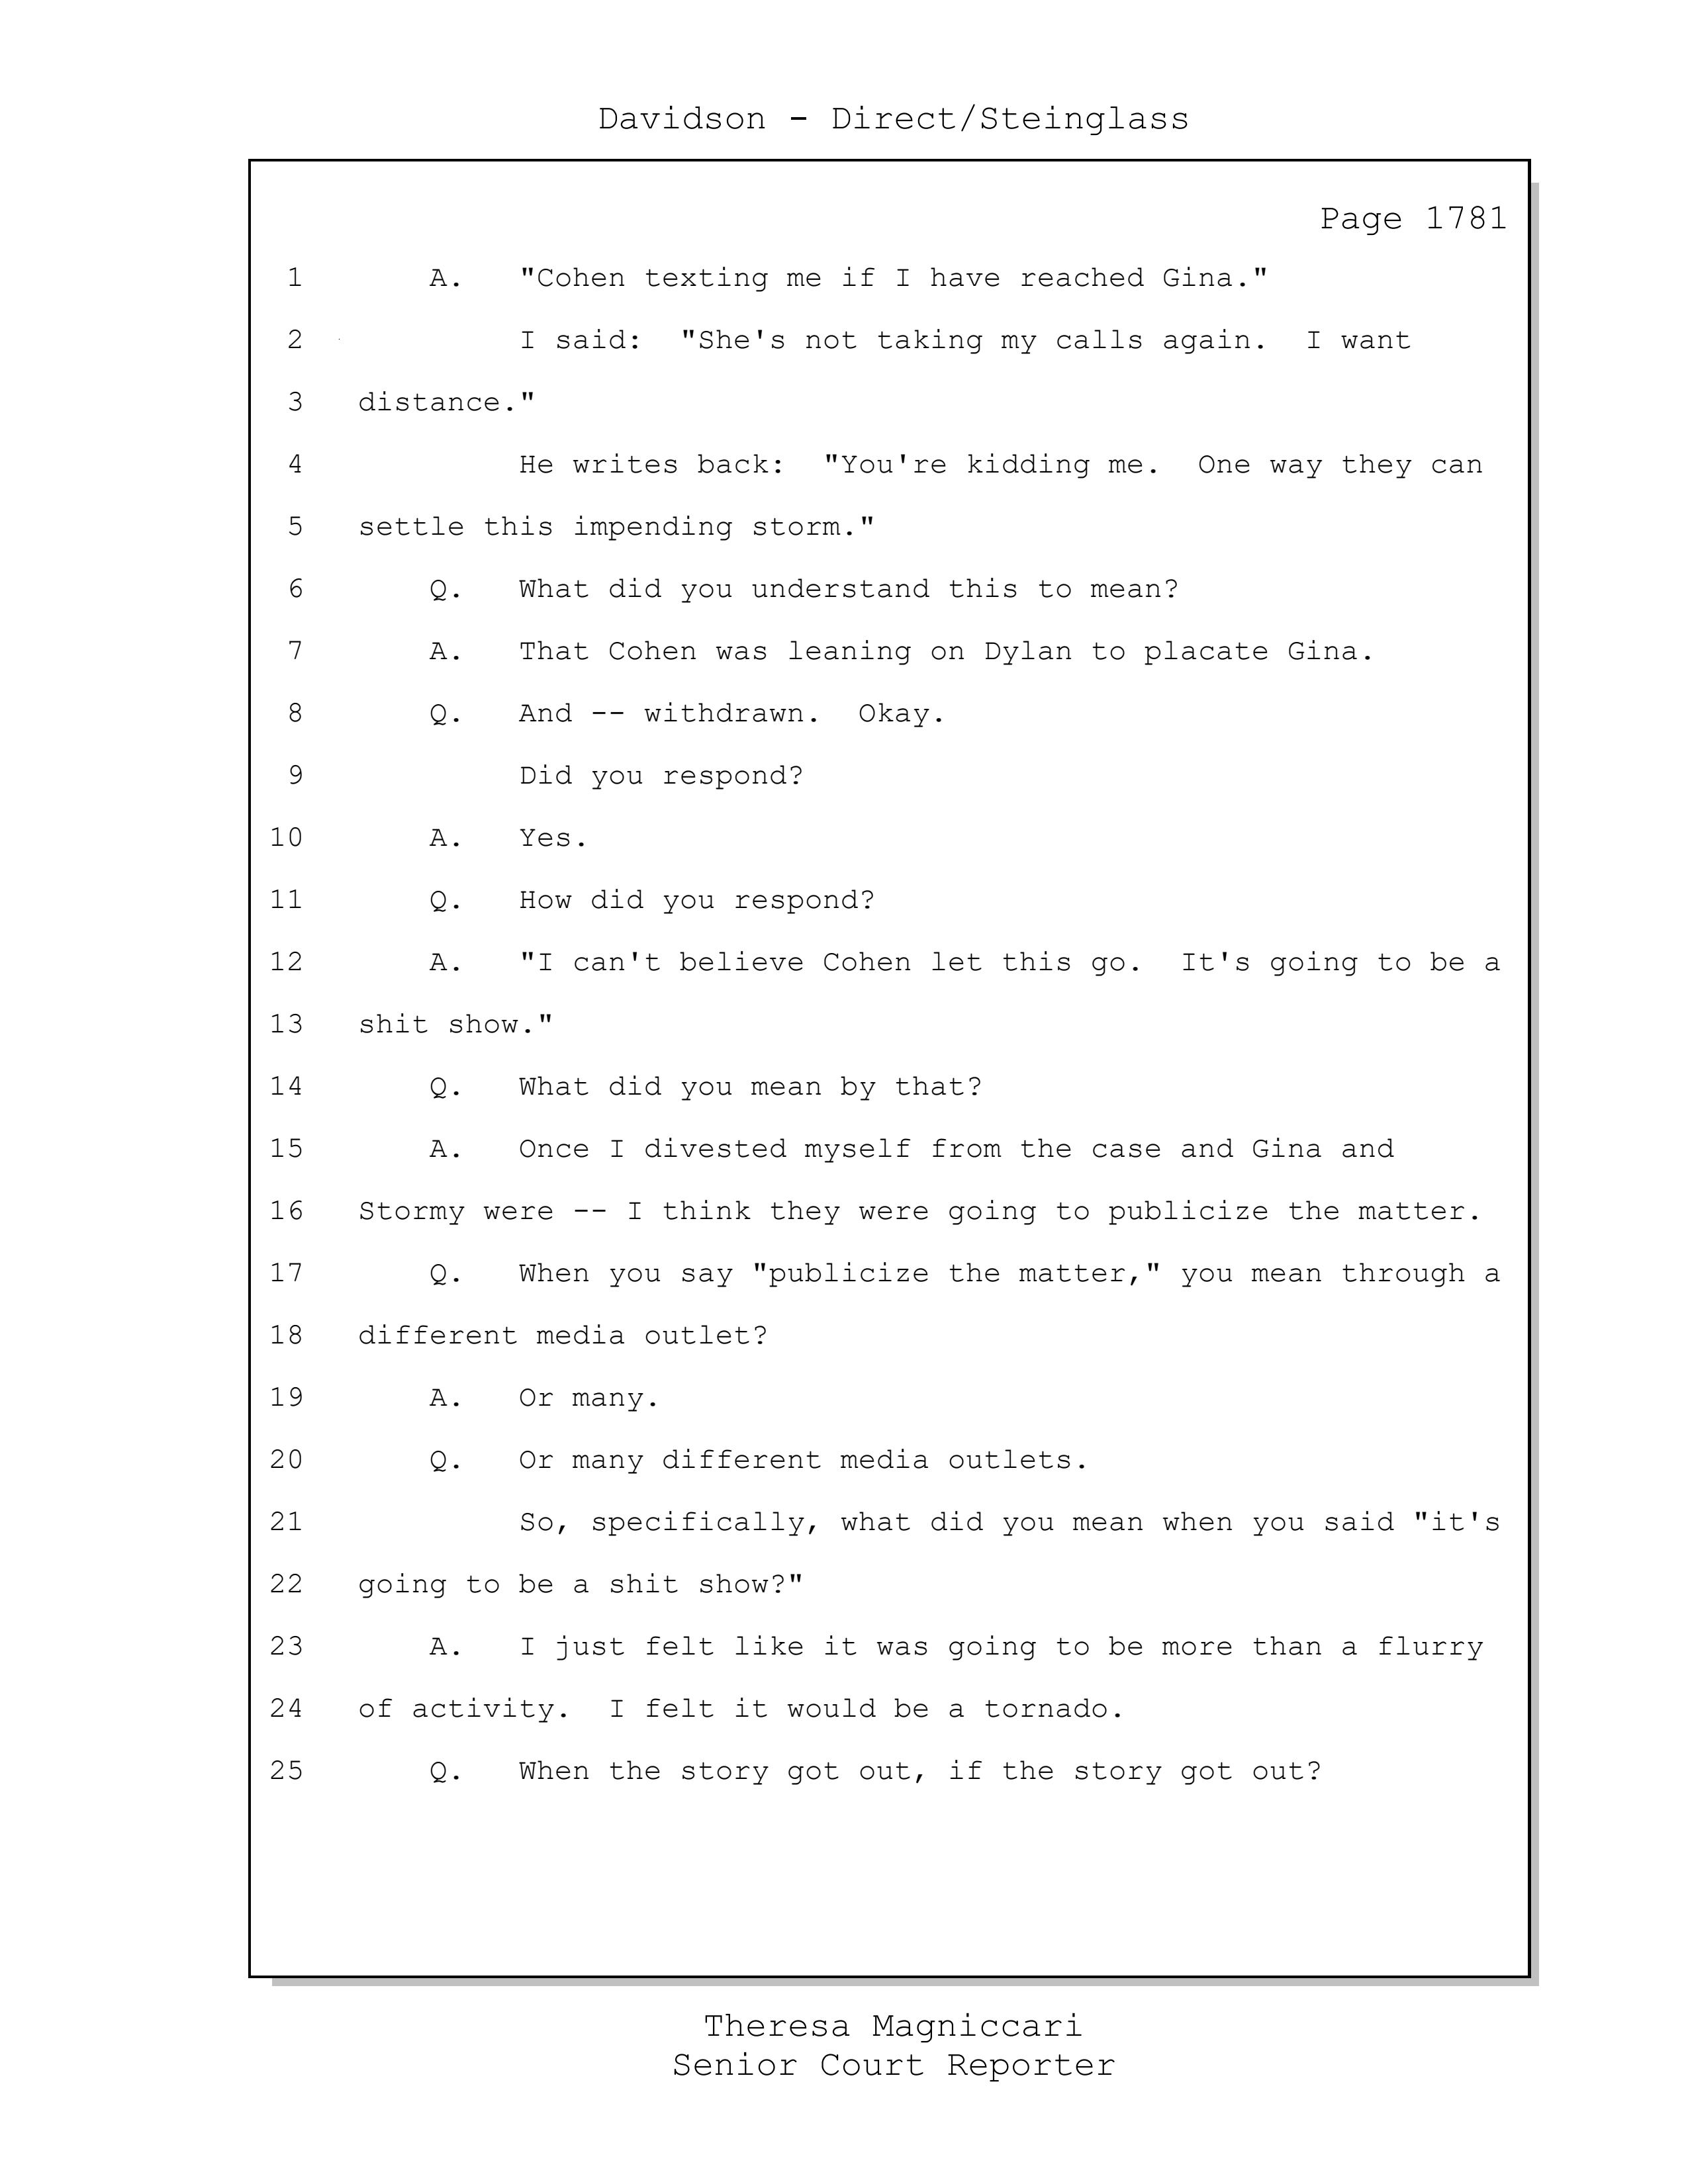 Davidson - Direct/Steinglass
Page 1781
1 A. "Cohen texting me if I have reached Gina."
2 I said: "She's not taking my calls again. I want
3 distance."
4 He writes back: "You're kidding me. One way they can
5 settle this impending storm."
6 Q. What did you understand this to mean?
7 A. That Cohen was leaning on Dylan to placate Gina.
8 Q. And -- withdrawn. Okay.
9 Did you respond?
10 A. Yes.
11 Q. How did you respond?
12 A. "I can't believe Cohen let this go. It's going to be a
13 shit show."
14 Q. What did you mean by that?
15 A. Once I divested myself from the case and Gina and
16 Stormy were -- I think they were going to publicize the matter.
17 Q. When you say "publicize the matter," you mean through a
18 different media outlet?
19 A. Or many.
20 Q. Or many different media outlets.
21 So, specifically, what did you mean when you said "it's
22 going to be a shit show?"
23 A. I just felt like it was going to be more than a flurry
24 of activity. I felt it would be a tornado.
25 Q. When the story got out, if the story got out?
Theresa Magniccari
Senior Court Reporter